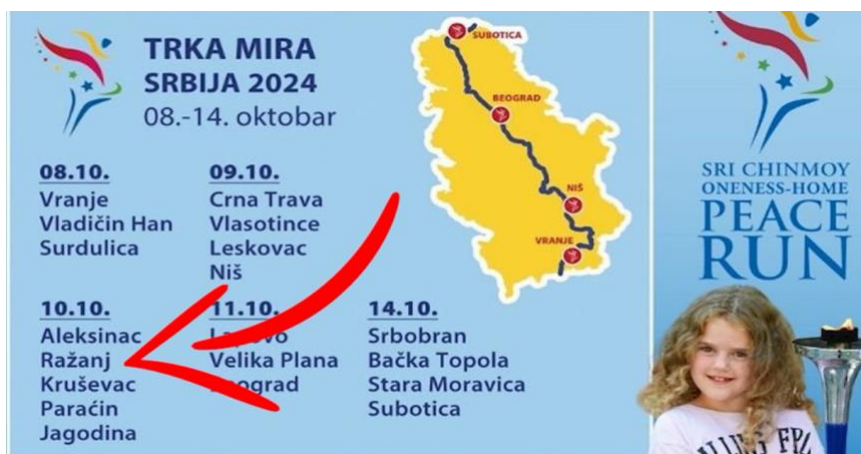 TRKA MIRA
SRBIJA 2024
08.-14. oktobar
08.10.
Vranje
Vladičin Han
Surdulica
09.10.
Crna Trava
Vlasotince
Leskovac
Niš
10.10.
Aleksinac
Ražanj
Kruševac
Paraćin
Jagodina
11.10.
Velika Plana
14.10.
Srbobran
Bačka Topola
Stara Moravica
Subotica
SUBOTICA
BEOGRAD
NIŠ
VRANJE
SRI CHINMOY
ONENESS-HOME
PEACE
RUN